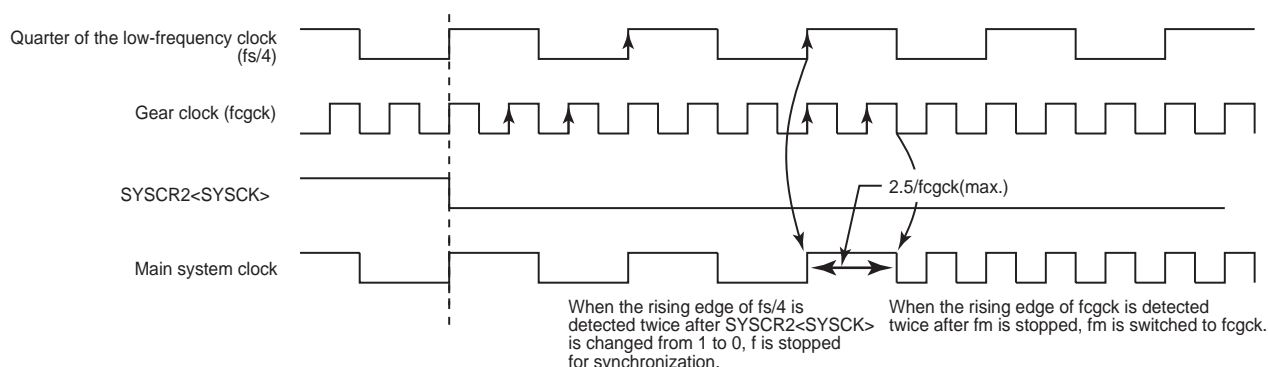 Quarter of the low-frequency clock
(fs/4)
Gear clock (fcgck)
SYSCR2<SYSCK>
2.5/fcgck(max.)
Main system clock
When the rising edge of fs/4 is
detected twice after SYSCR2<SYSCK>
is changed from 1 to 0, f is stopped
for synchronization.
When the rising edge of fcgck is detected
twice after fm is stopped, fm is switched to fcgck.